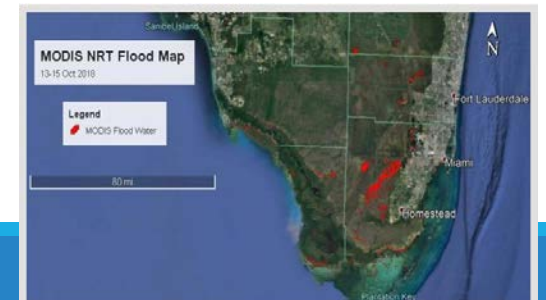 Sanibel Island
MODIS NRT Flood Map
13-15 Oct 2018
N
Legend
MODIS Flood Water
Fort Lauderdale
Miami
80 mi
Homestead
Plantation Key